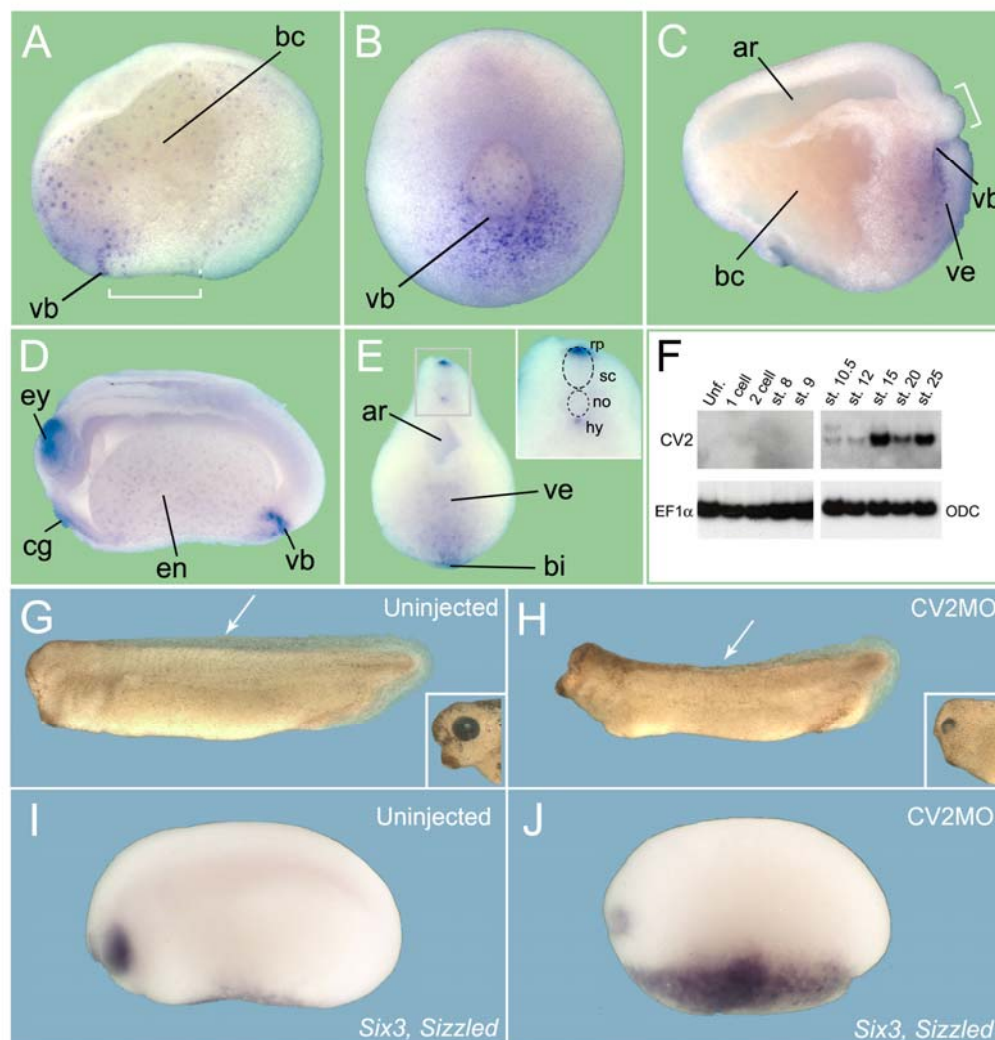 A
bc
vb
B
vb
C
ar
bc
vb
ve
D
ey
cg
en
vb
E
ar
ve
bi
rp
sc
no
hy
F
Unf.
1 cell
2 cell
st. 8
st. 9
st. 10.5
st. 12
st. 15
st. 20
st. 25
CV2
EF1α
ODC
G
Uninjected
H
CV2MO
I
Uninjected
Six3, Sizzled
J
CV2MO
Six3, Sizzled